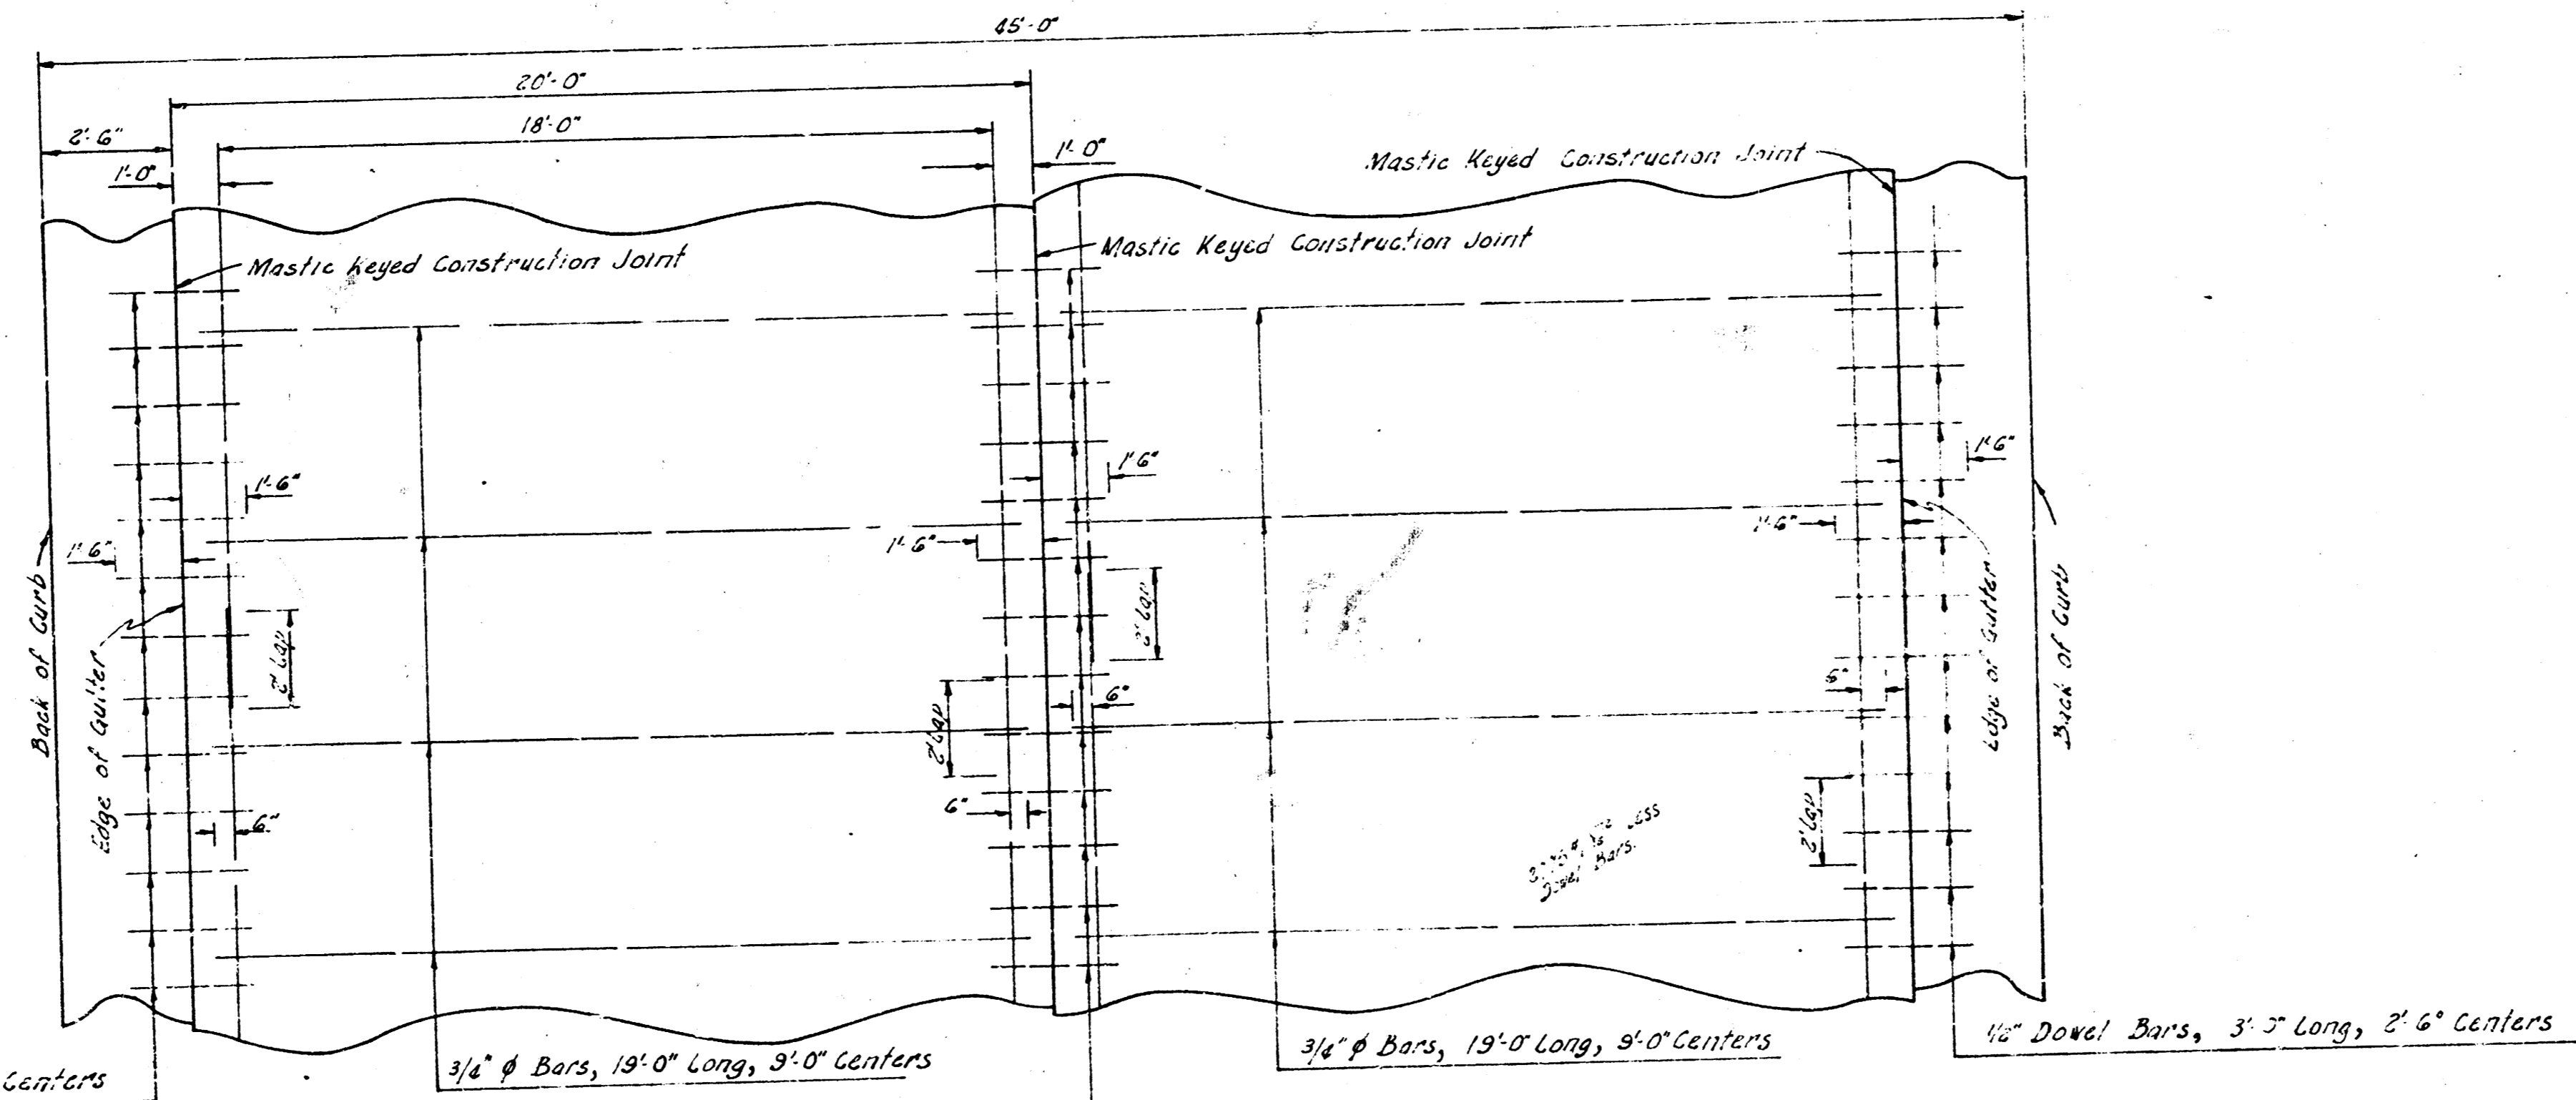 45'-0"
20'-0"
18'-0"
2'-6"
1'-0"
1'-0"
Mastic Keyed Construction Joint
Mastic Keyed Construction Joint
Mastic Keyed Construction Joint
1'-6"
1'6"
1'6"
1'-6"
1'-6"
1'-6"
Back of Curb
Edge of Gutter
2' Lap
2' Lap
2' Lap
2' Lap
Edge of Gutter
Back of Curb
6"
6"
6"
6"
Less
Dowel Bars.
Centers
3/4" ϕ Bars, 19'-0" Long, 9'-0" Centers
3/4" ϕ Bars, 19'-0" Long, 9'-0" Centers
1/2" Dowel Bars, 3'-0" Long, 2'-6" Centers